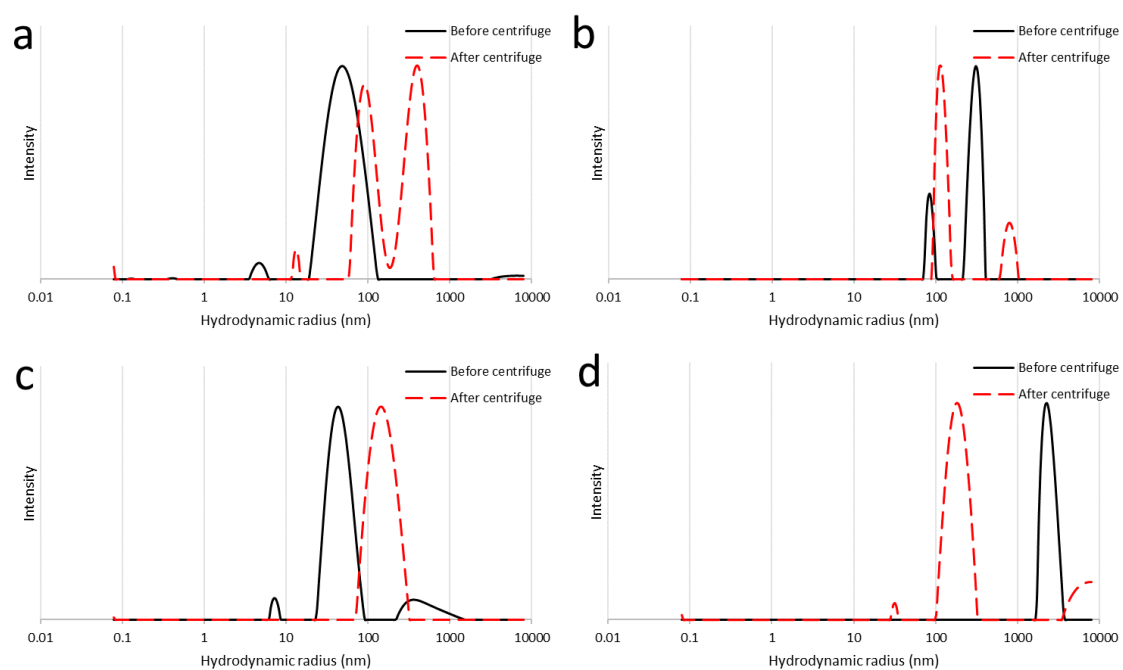 a
Before centrifuge
After centrifuge
Intensity
0.01 0.1 1 10 100 1000 10000
Hydrodynamic radius (nm)
b
Before centrifuge
After centrifuge
Intensity
0.01 0.1 1 10 100 1000 10000
Hydrodynamic radius (nm)
c
Before centrifuge
After centrifuge
Intensity
0.01 0.1 1 10 100 1000 10000
Hydrodynamic radius (nm)
d
Before centrifuge
After centrifuge
Intensity
0.01 0.1 1 10 100 1000 10000
Hydrodynamic radius (nm)